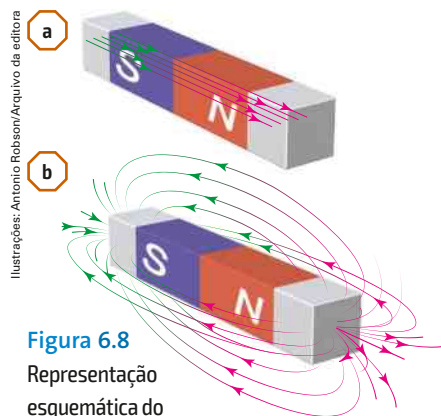 Ilustrações: Antonio Robson/Arquivo da editora
a
S
N
b
S
N
Figura 6.8
Representação
esquemática do